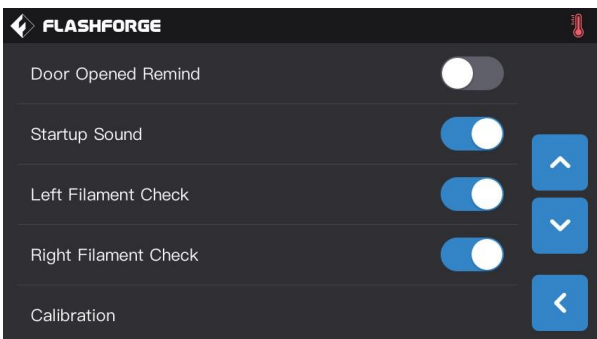 FLASHFORGE
Door Opened Remind
Startup Sound
Left Filament Check
Right Filament Check
Calibration